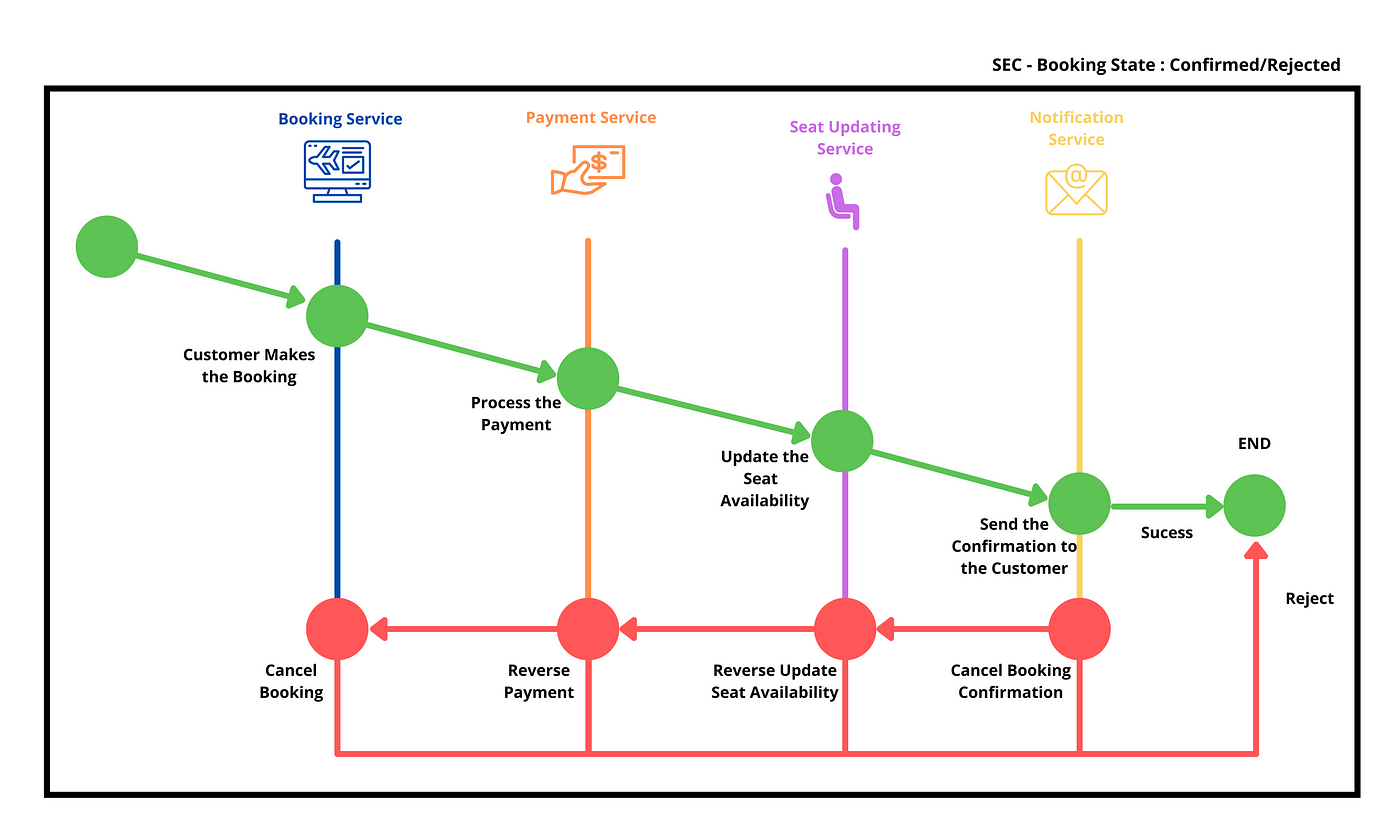 SEC - Booking State : Confirmed/Rejected
Booking Service
Payment Service
Seat Updating
Service
Notification
Service
$
@
Customer Makes
the Booking
Process the
Payment
Update the
Seat
Availability
END
Send the
Confirmation to
the Customer
Sucess
Reject
Cancel
Booking
Reverse
Payment
Reverse Update
Seat Availability
Cancel Booking
Confirmation